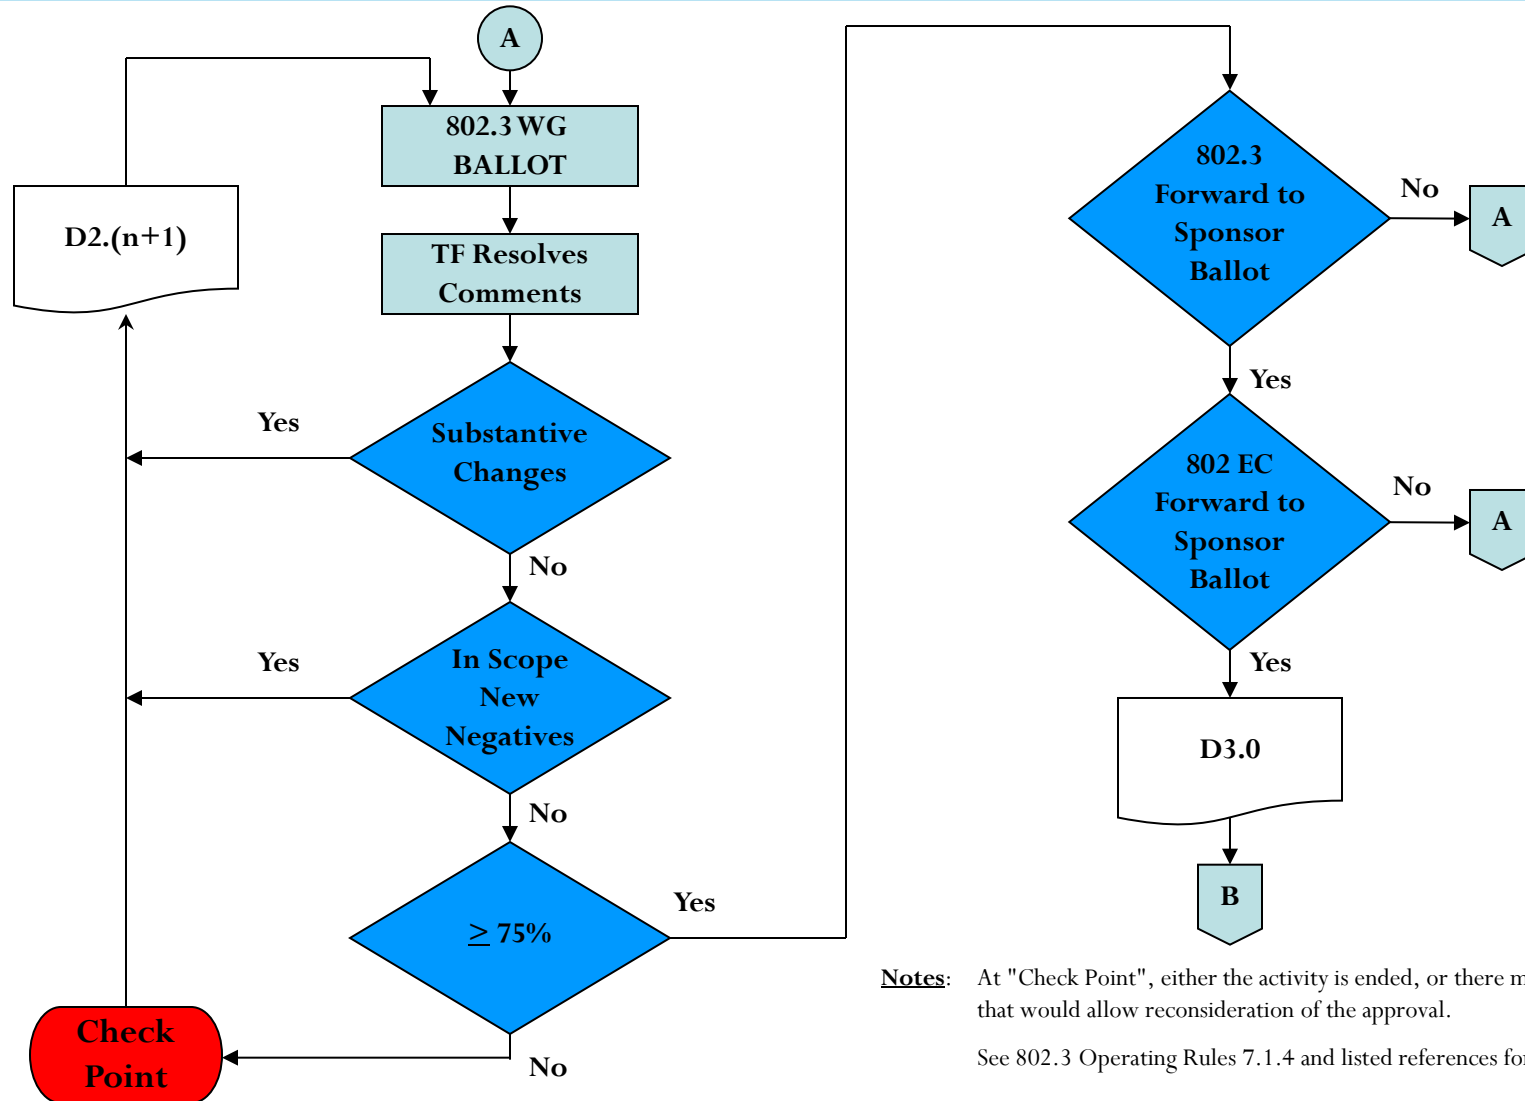 A
802.3 WG
BALLOT
D2.(n+1)
TF Resolves
Comments
Yes
Substantive
Changes
No
Yes
In Scope
New
Negatives
No
≥ 75%
Yes
No
Check
Point
802.3
Forward to
Sponsor
Ballot
No
A
Yes
802 EC
Forward to
Sponsor
Ballot
No
A
Yes
D3.0
B
Notes: At "Check Point", either the activity is ended, or there
that would allow reconsideration of the approval.
See 802.3 Operating Rules 7.1.4 and listed references for